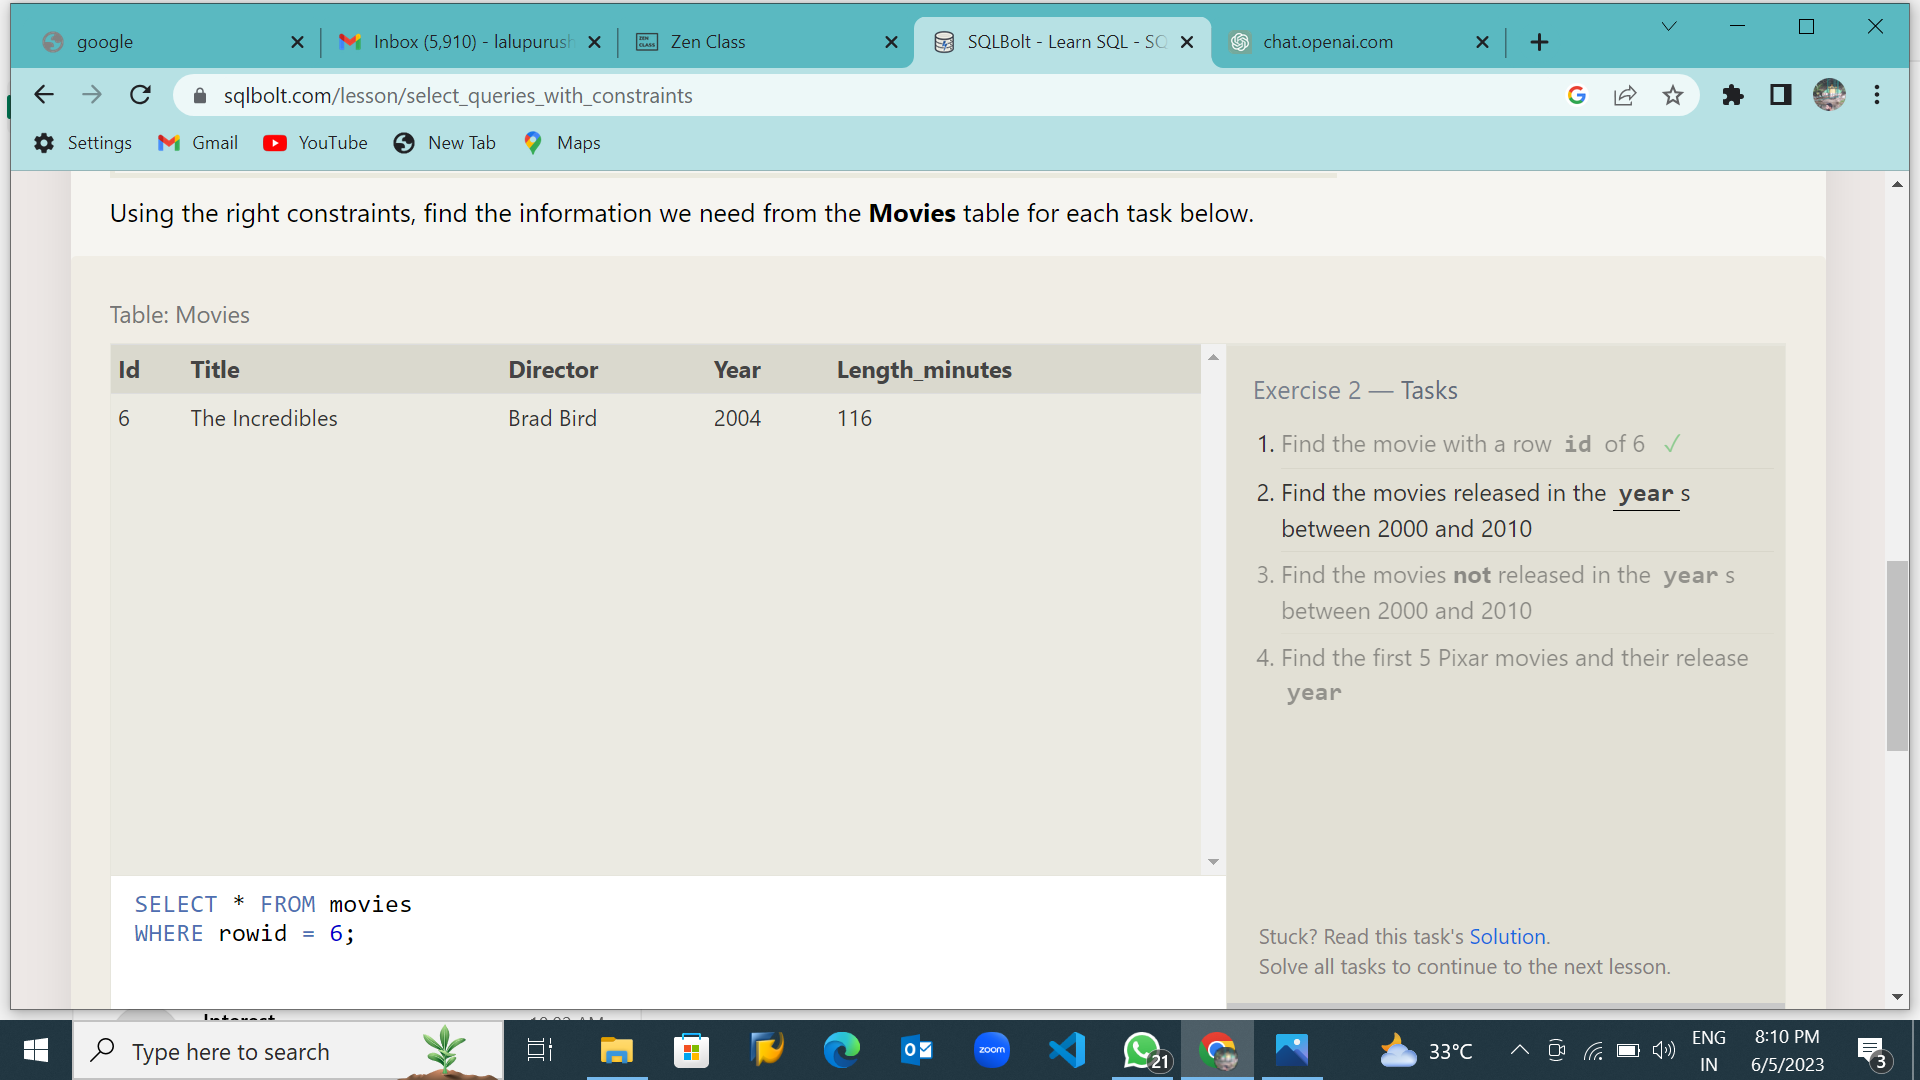 google
Inbox (5,910) - lalupurush
Zen Class
SQLBolt - Learn SQL - SQ
chat.openai.com
sqlbolt.com/lesson/select_queries_with_constraints
Settings
Gmail
YouTube
New Tab
Maps
Using the right constraints, find the information we need from the Movies table for each task below.
Table: Movies
Id Title Director Year Length_minutes
6 The Incredibles Brad Bird 2004 116
Exercise 2 — Tasks
1. Find the movie with a row id of 6 ✓
2. Find the movies released in the year s
between 2000 and 2010
3. Find the movies not released in the year s
between 2000 and 2010
4. Find the first 5 Pixar movies and their release
year
SELECT * FROM movies
WHERE rowid = 6;
Stuck? Read this task's Solution.
Solve all tasks to continue to the next lesson.
Type here to search
zoom
21
33°C
ENG
IN
8:10 PM
6/5/2023
3